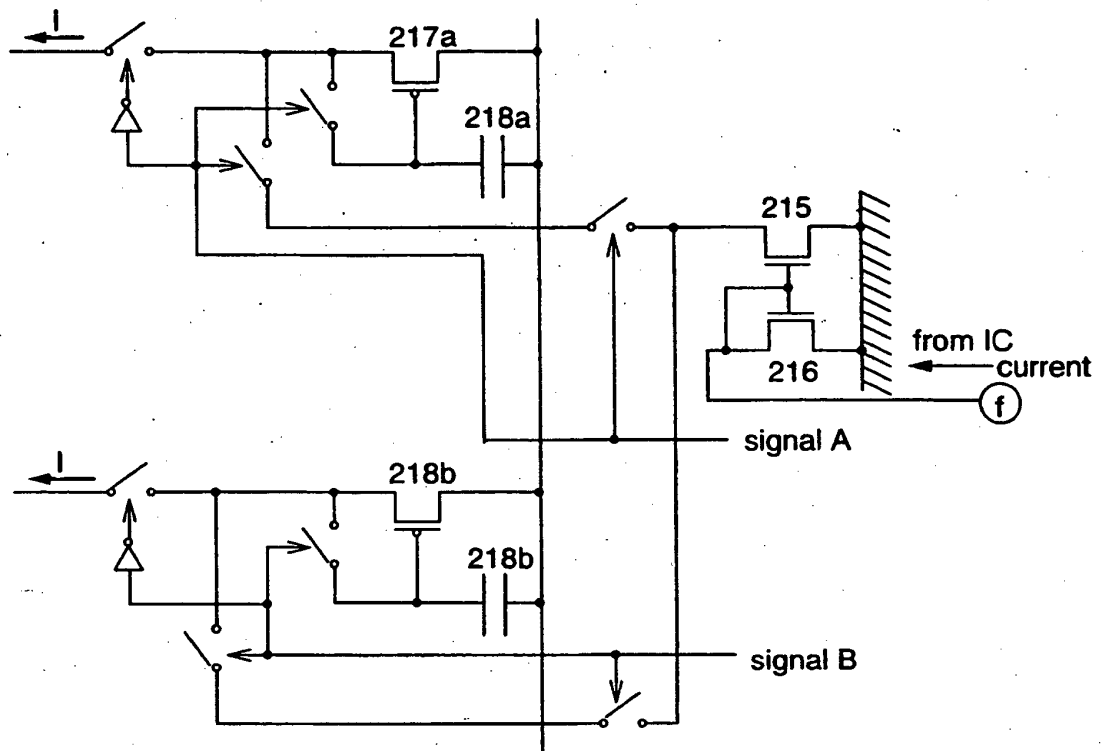 I
217a
218a
215
from IC
current
216
f
signal A
I
218b
218b
signal B